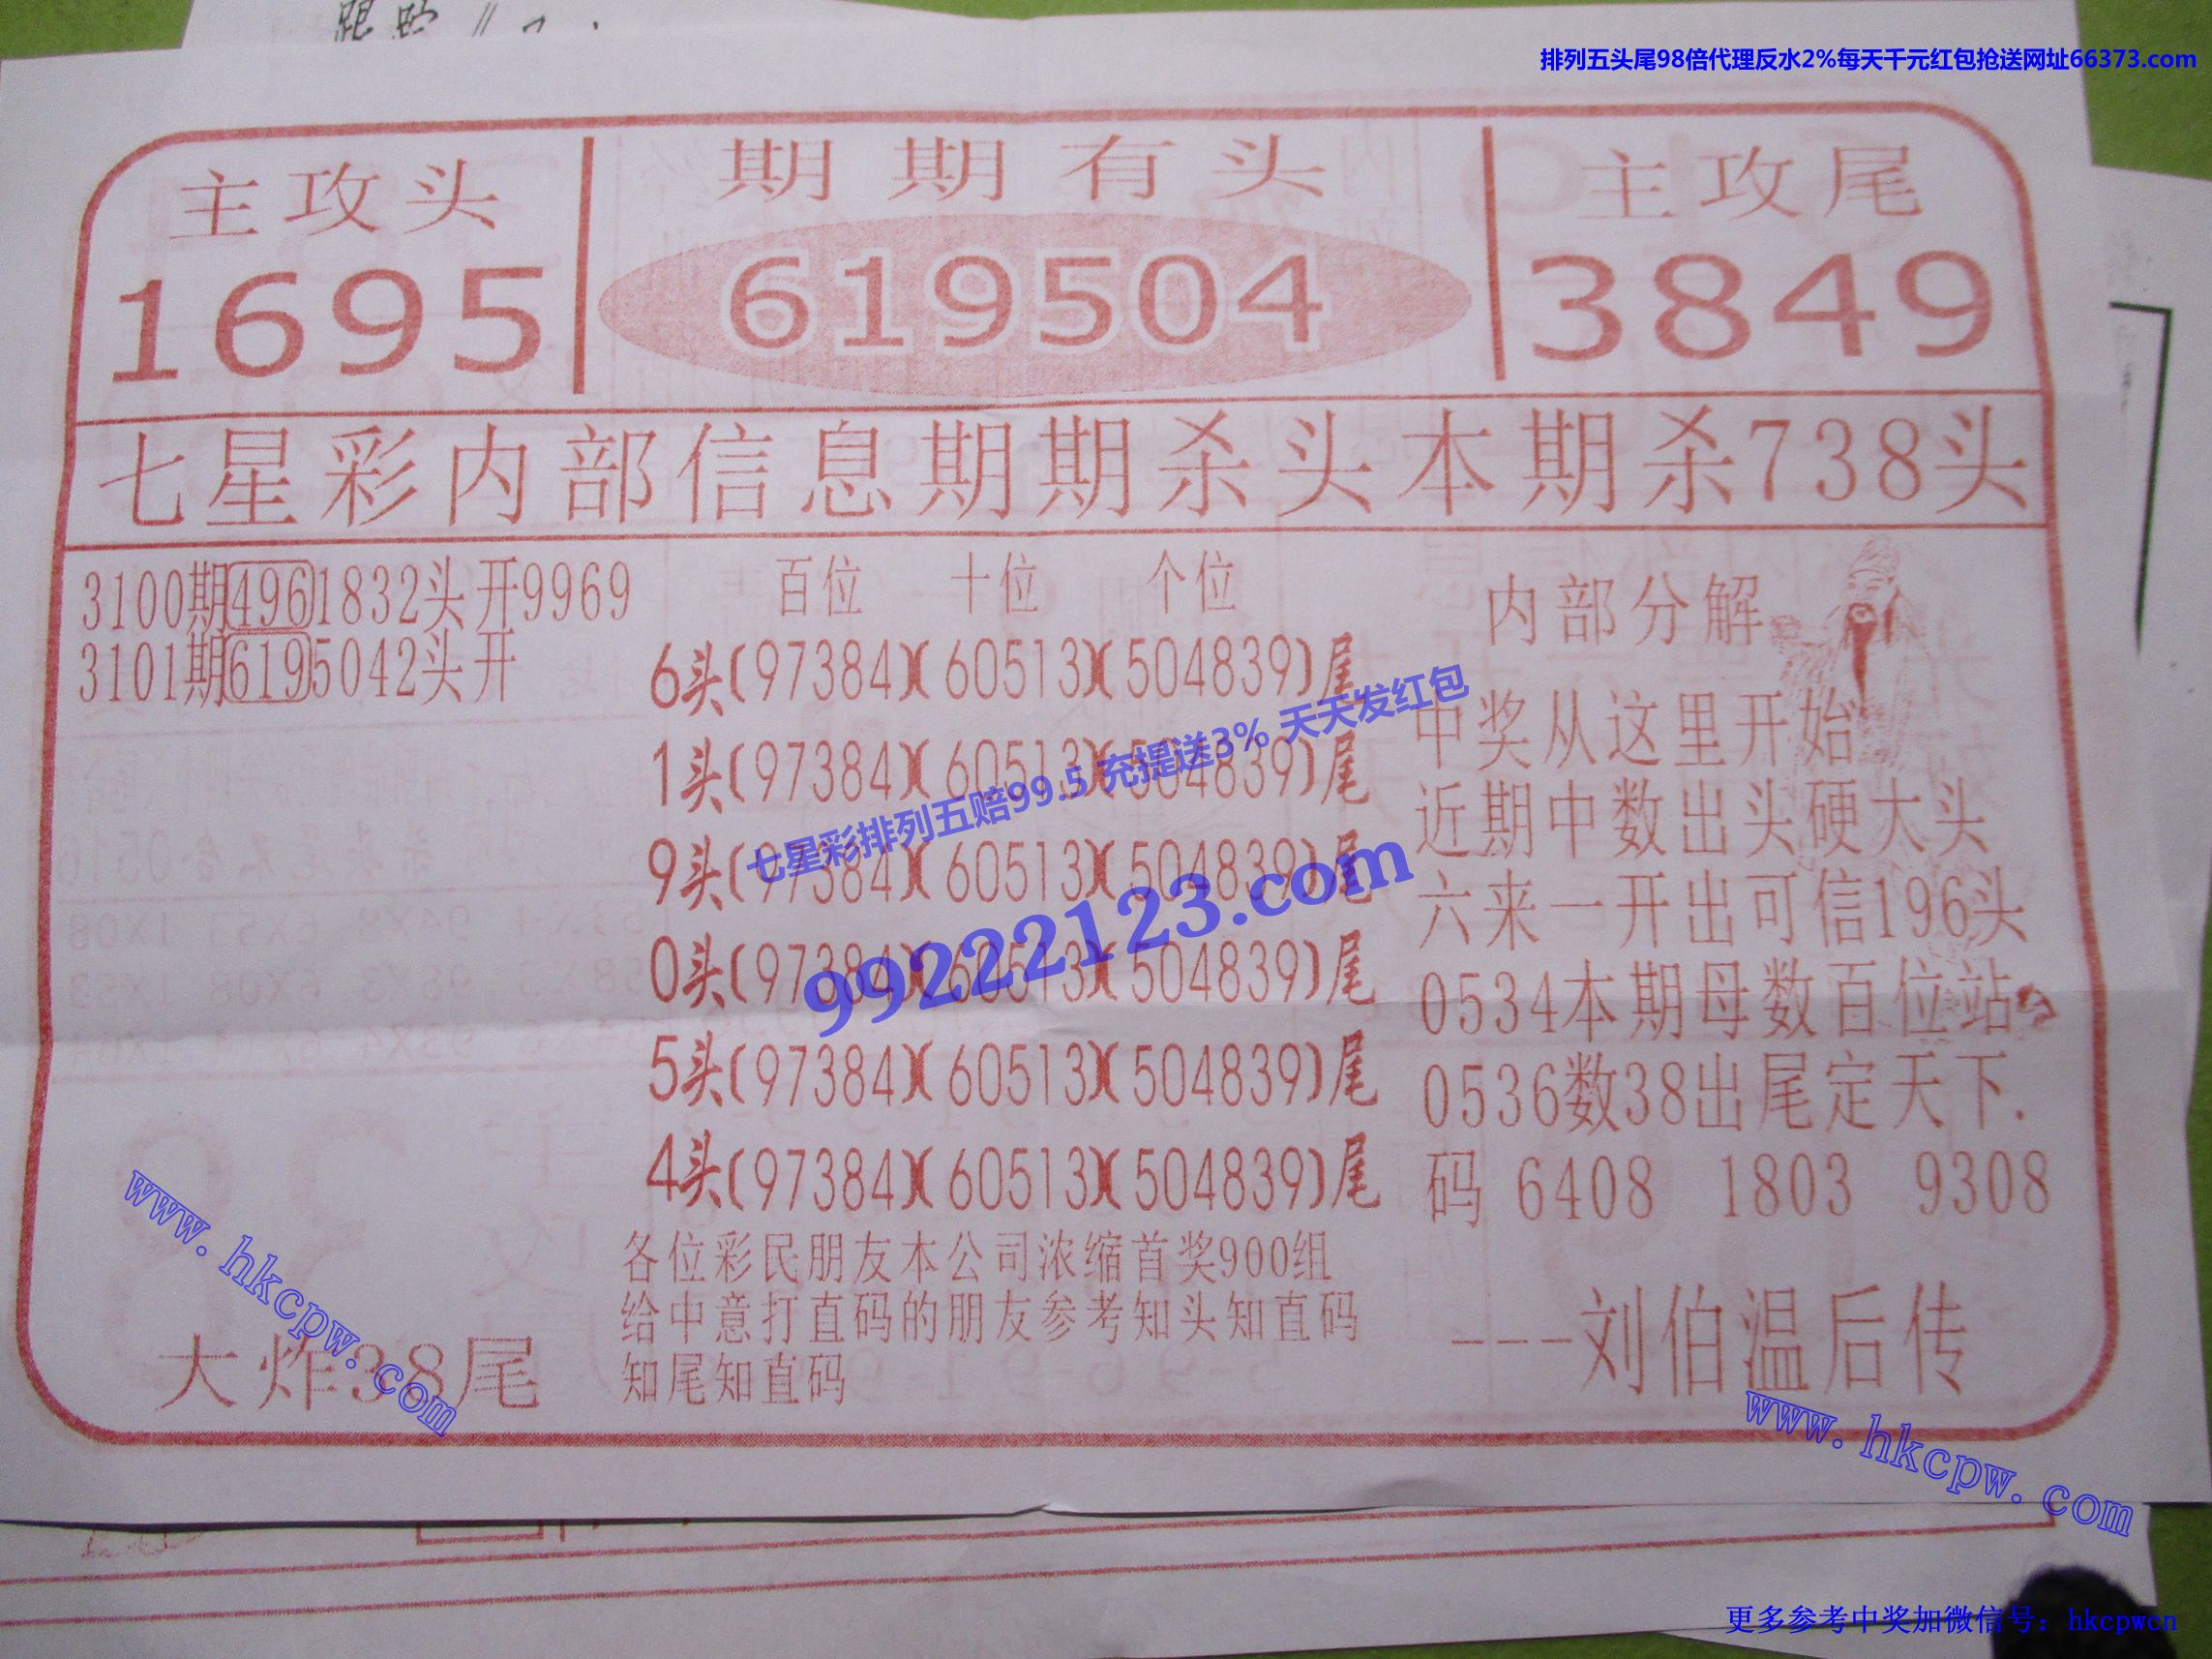 排列五头尾98倍代理反水2%每天千元红包抢送网址66373.com
主攻头
1695
期期有头
619504
主攻尾
3849
七星彩内部信息期期杀头本期杀738头
3100期4961832头开9969
3101期6195042头开
百位 十位 个位
6头(97384)(60513)(504839)尾
1头(97384)(60513)(504839)尾
9头(97384)(60513)(504839)尾
0头(97384)(60513)(504839)尾
5头(97384)(60513)(504839)尾
4头(97384)(60513)(504839)尾
七星彩排列五赔99.5 充提送3% 天天发红包
99222123.com
各位彩民朋友本公司浓缩首奖900组
给中意打直码的朋友参考知头知直码
知尾知直码
内部分解
中奖从这里开始
近期中数出头硬大头
六来一开出可信196头
0534本期母数百位站
0536数38出尾定天下.
码 6408 1803 9308
---刘伯温后传
大炸38尾
www.hkcpw.com
www.hkcpw.com
更多参考中奖加微信号：hkcpwcn